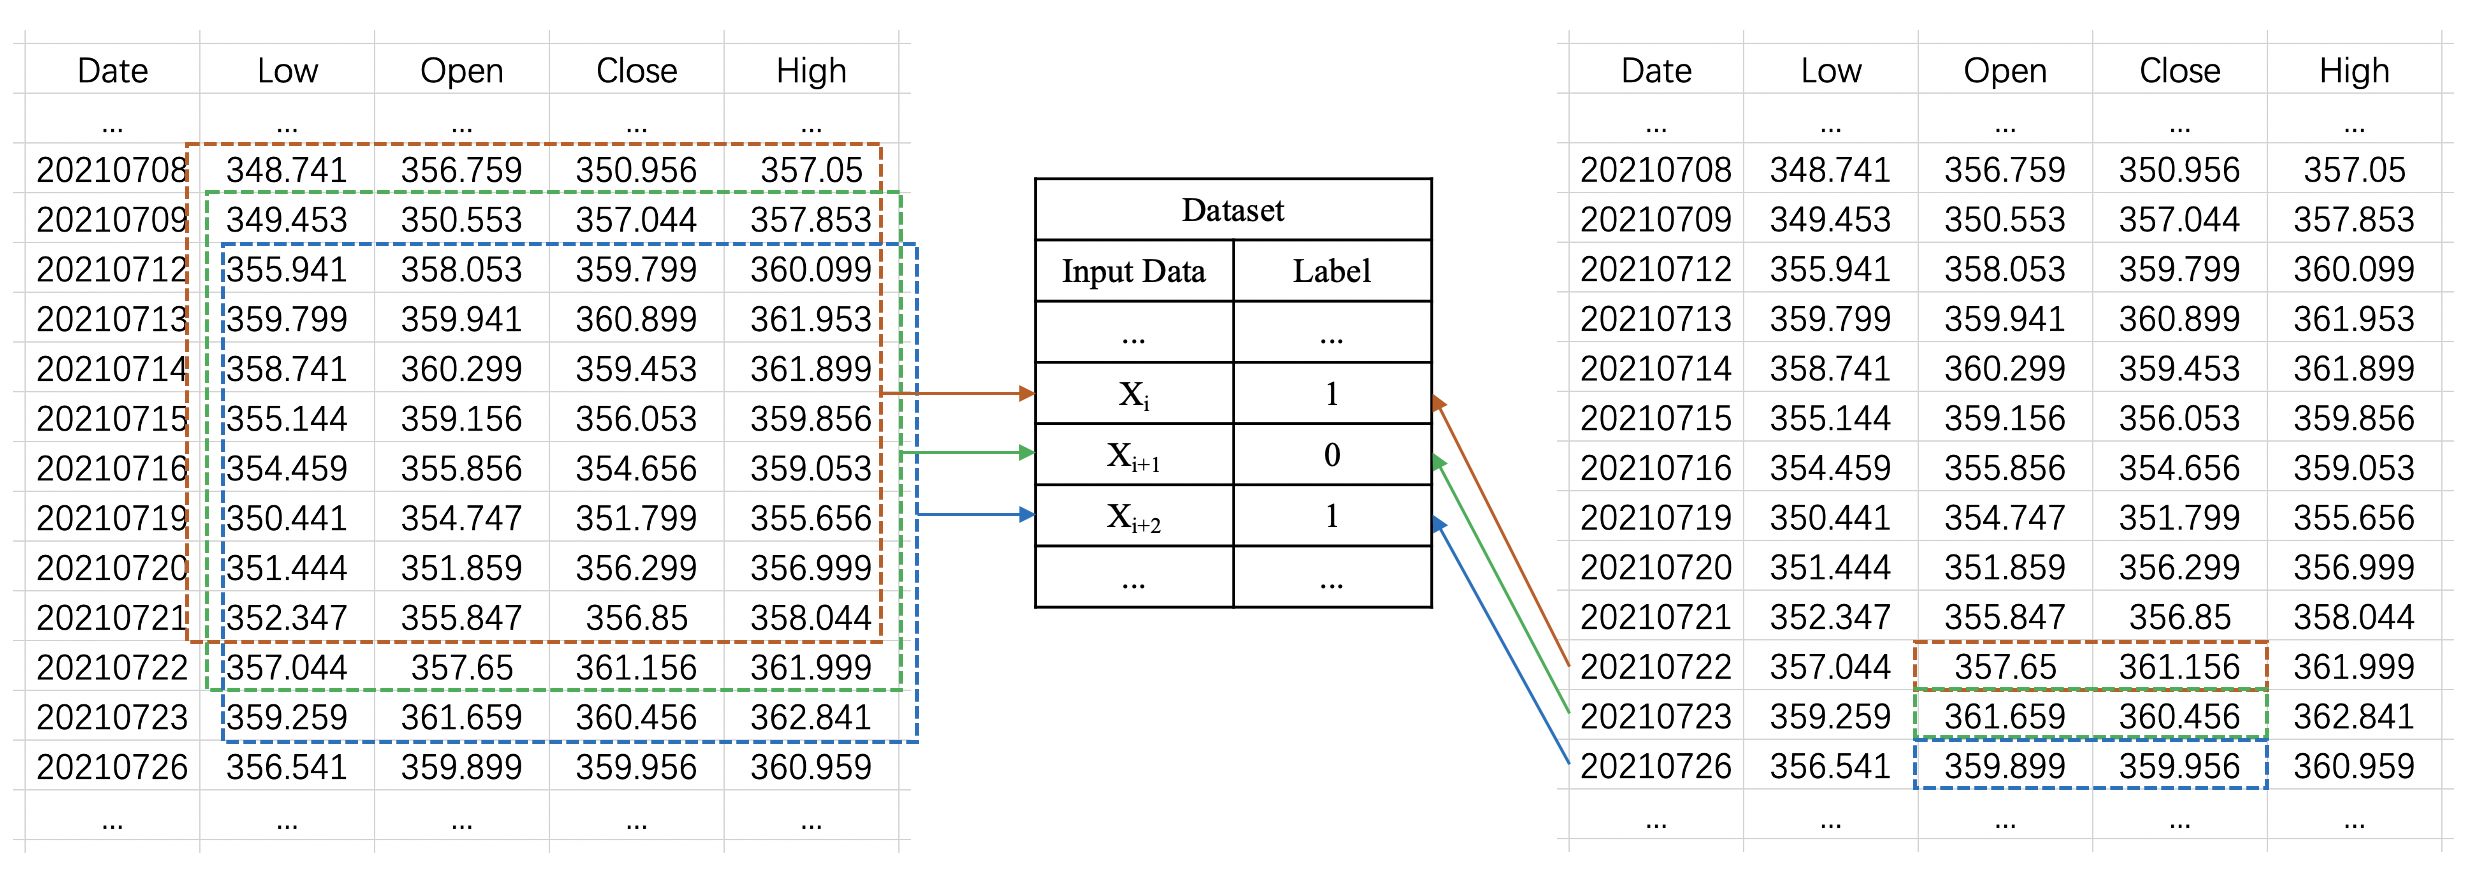 Date Low Open Close High
... ... ... ... ...
20210708 348.741 356.759 350.956 357.05
20210709 349.453 350.553 357.044 357.853
20210712 355.941 358.053 359.799 360.099
20210713 359.799 359.941 360.899 361.953
20210714 358.741 360.299 359.453 361.899
20210715 355.144 359.156 356.053 359.856
20210716 354.459 355.856 354.656 359.053
20210719 350.441 354.747 351.799 355.656
20210720 351.444 351.859 356.299 356.999
20210721 352.347 355.847 356.85 358.044
20210722 357.044 357.65 361.156 361.999
20210723 359.259 361.659 360.456 362.841
20210726 356.541 359.899 359.956 360.959
... ... ... ... ...
Dataset
Input Data Label
... ...
Xi 1
Xi+1 0
Xi+2 1
... ...
Date Low Open Close High
... ... ... ... ...
20210708 348.741 356.759 350.956 357.05
20210709 349.453 350.553 357.044 357.853
20210712 355.941 358.053 359.799 360.099
20210713 359.799 359.941 360.899 361.953
20210714 358.741 360.299 359.453 361.899
20210715 355.144 359.156 356.053 359.856
20210716 354.459 355.856 354.656 359.053
20210719 350.441 354.747 351.799 355.656
20210720 351.444 351.859 356.299 356.999
20210721 352.347 355.847 356.85 358.044
20210722 357.044 357.65 361.156 361.999
20210723 359.259 361.659 360.456 362.841
20210726 356.541 359.899 359.956 360.959
... ... ... ... ...